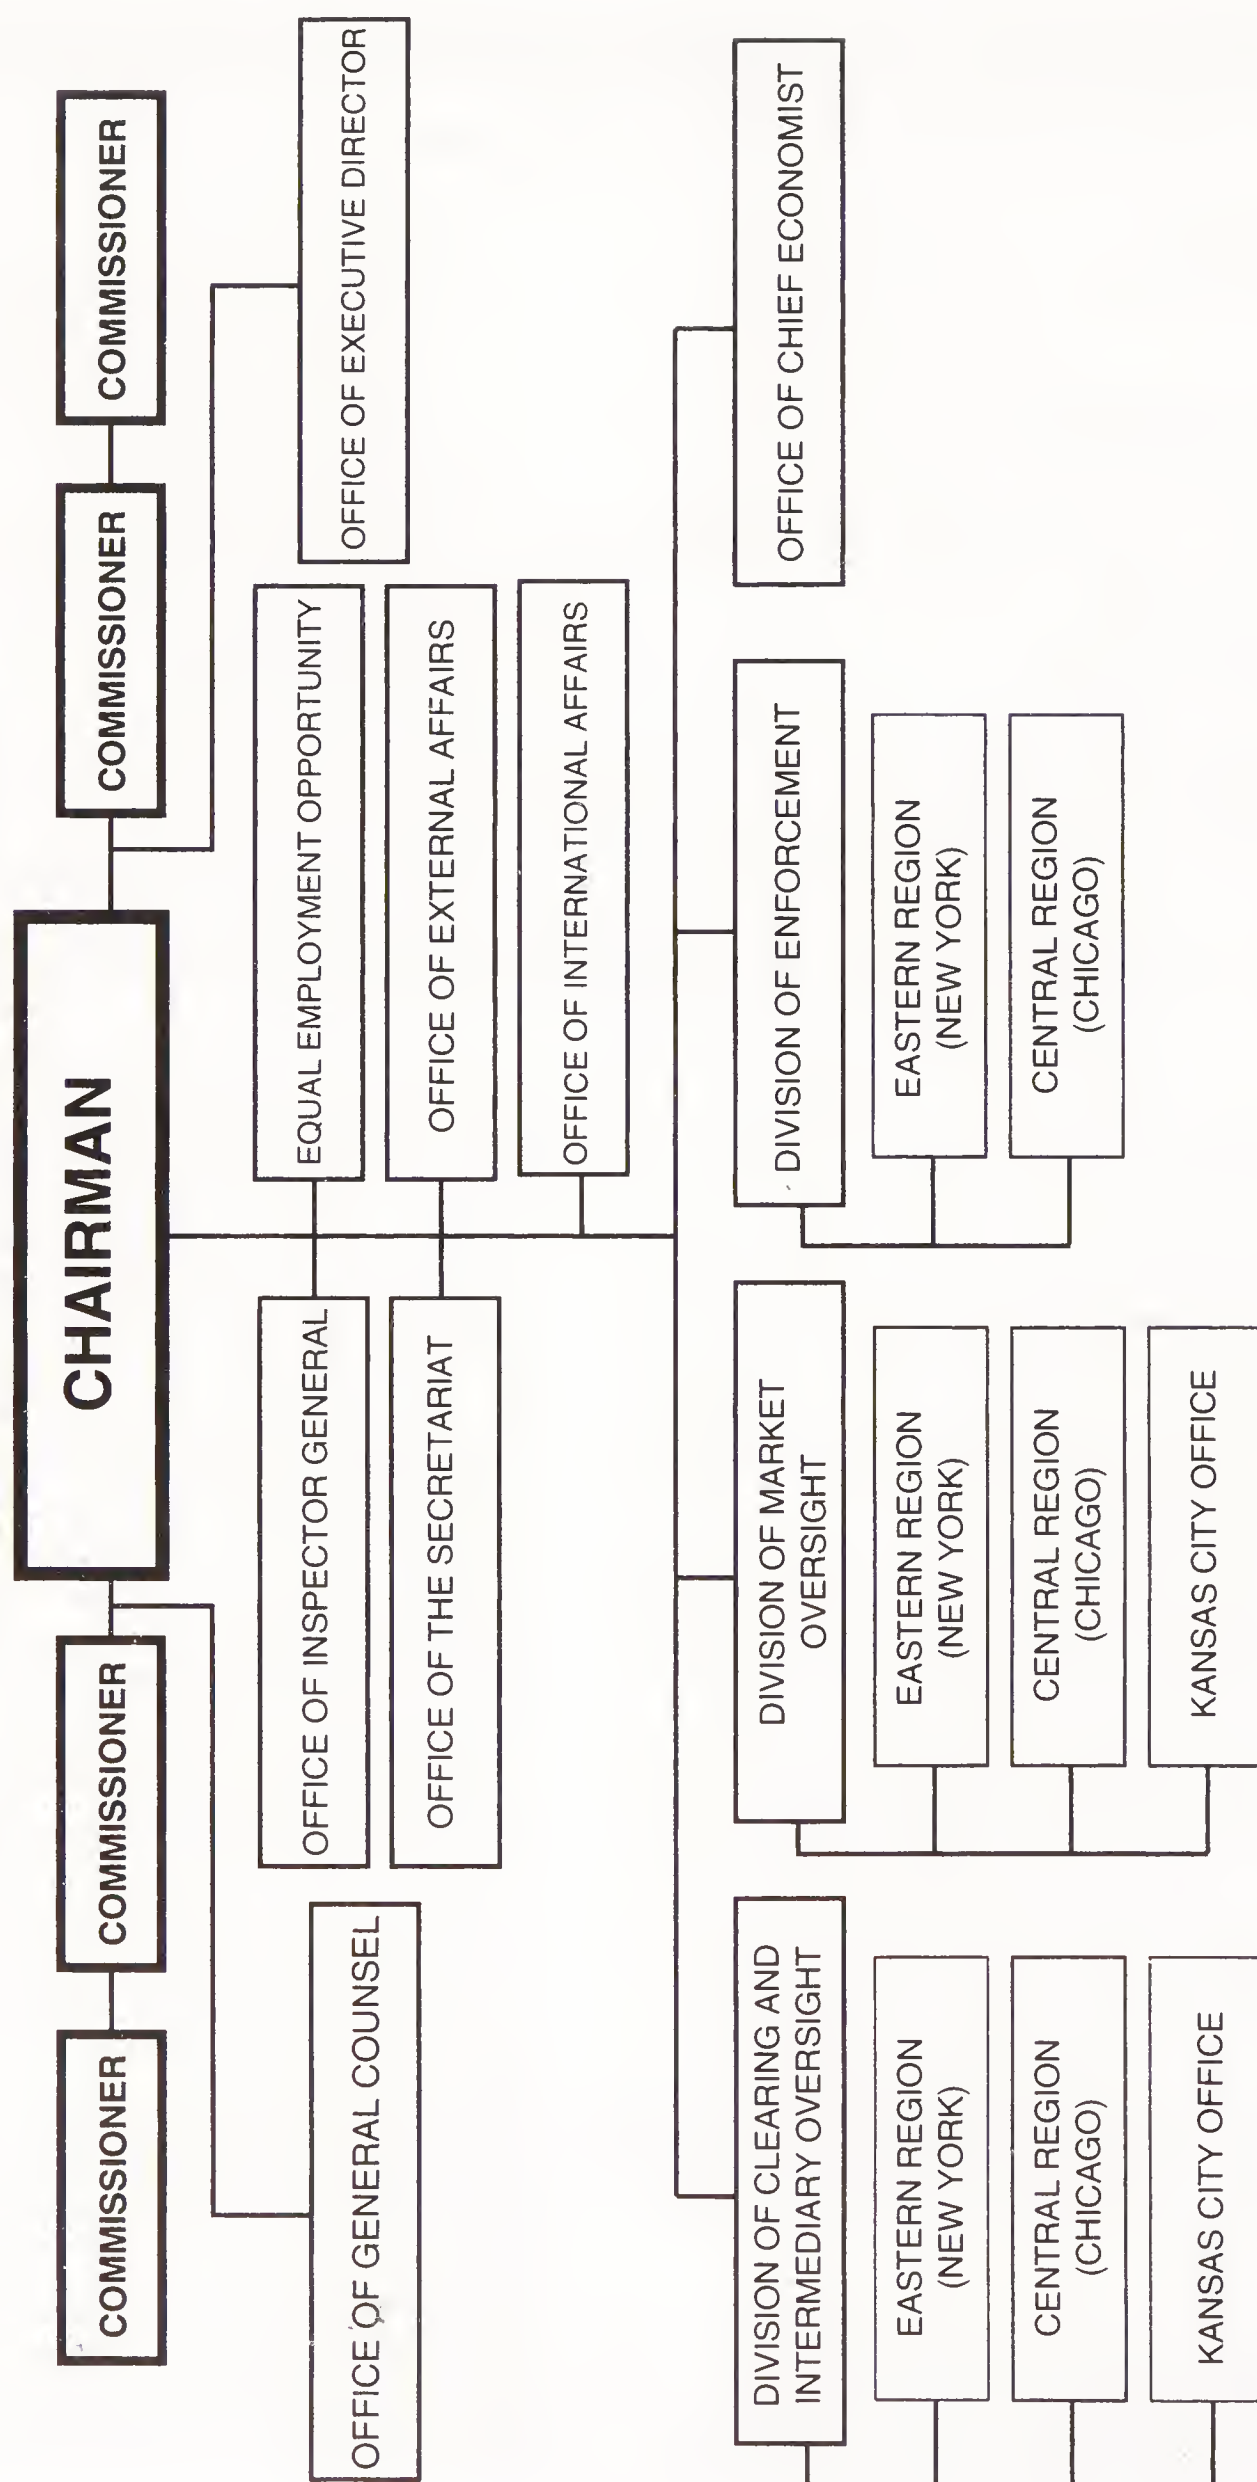 COMMISSIONER
COMMISSIONER
CHAIRMAN
COMMISSIONER
COMMISSIONER
OFFICE OF GENERAL COUNSEL
OFFICE OF INSPECTOR GENERAL
EQUAL EMPLOYMENT OPPORTUNITY
OFFICE OF EXECUTIVE DIRECTOR
OFFICE OF THE SECRETARIAT
OFFICE OF EXTERNAL AFFAIRS
OFFICE OF INTERNATIONAL AFFAIRS
DIVISION OF CLEARING AND
INTERMEDIARY OVERSIGHT
EASTERN REGION
(NEW YORK)
CENTRAL REGION
(CHICAGO)
KANSAS CITY OFFICE
DIVISION OF MARKET
OVERSIGHT
EASTERN REGION
(NEW YORK)
CENTRAL REGION
(CHICAGO)
KANSAS CITY OFFICE
DIVISION OF ENFORCEMENT
EASTERN REGION
(NEW YORK)
CENTRAL REGION
(CHICAGO)
OFFICE OF CHIEF ECONOMIST